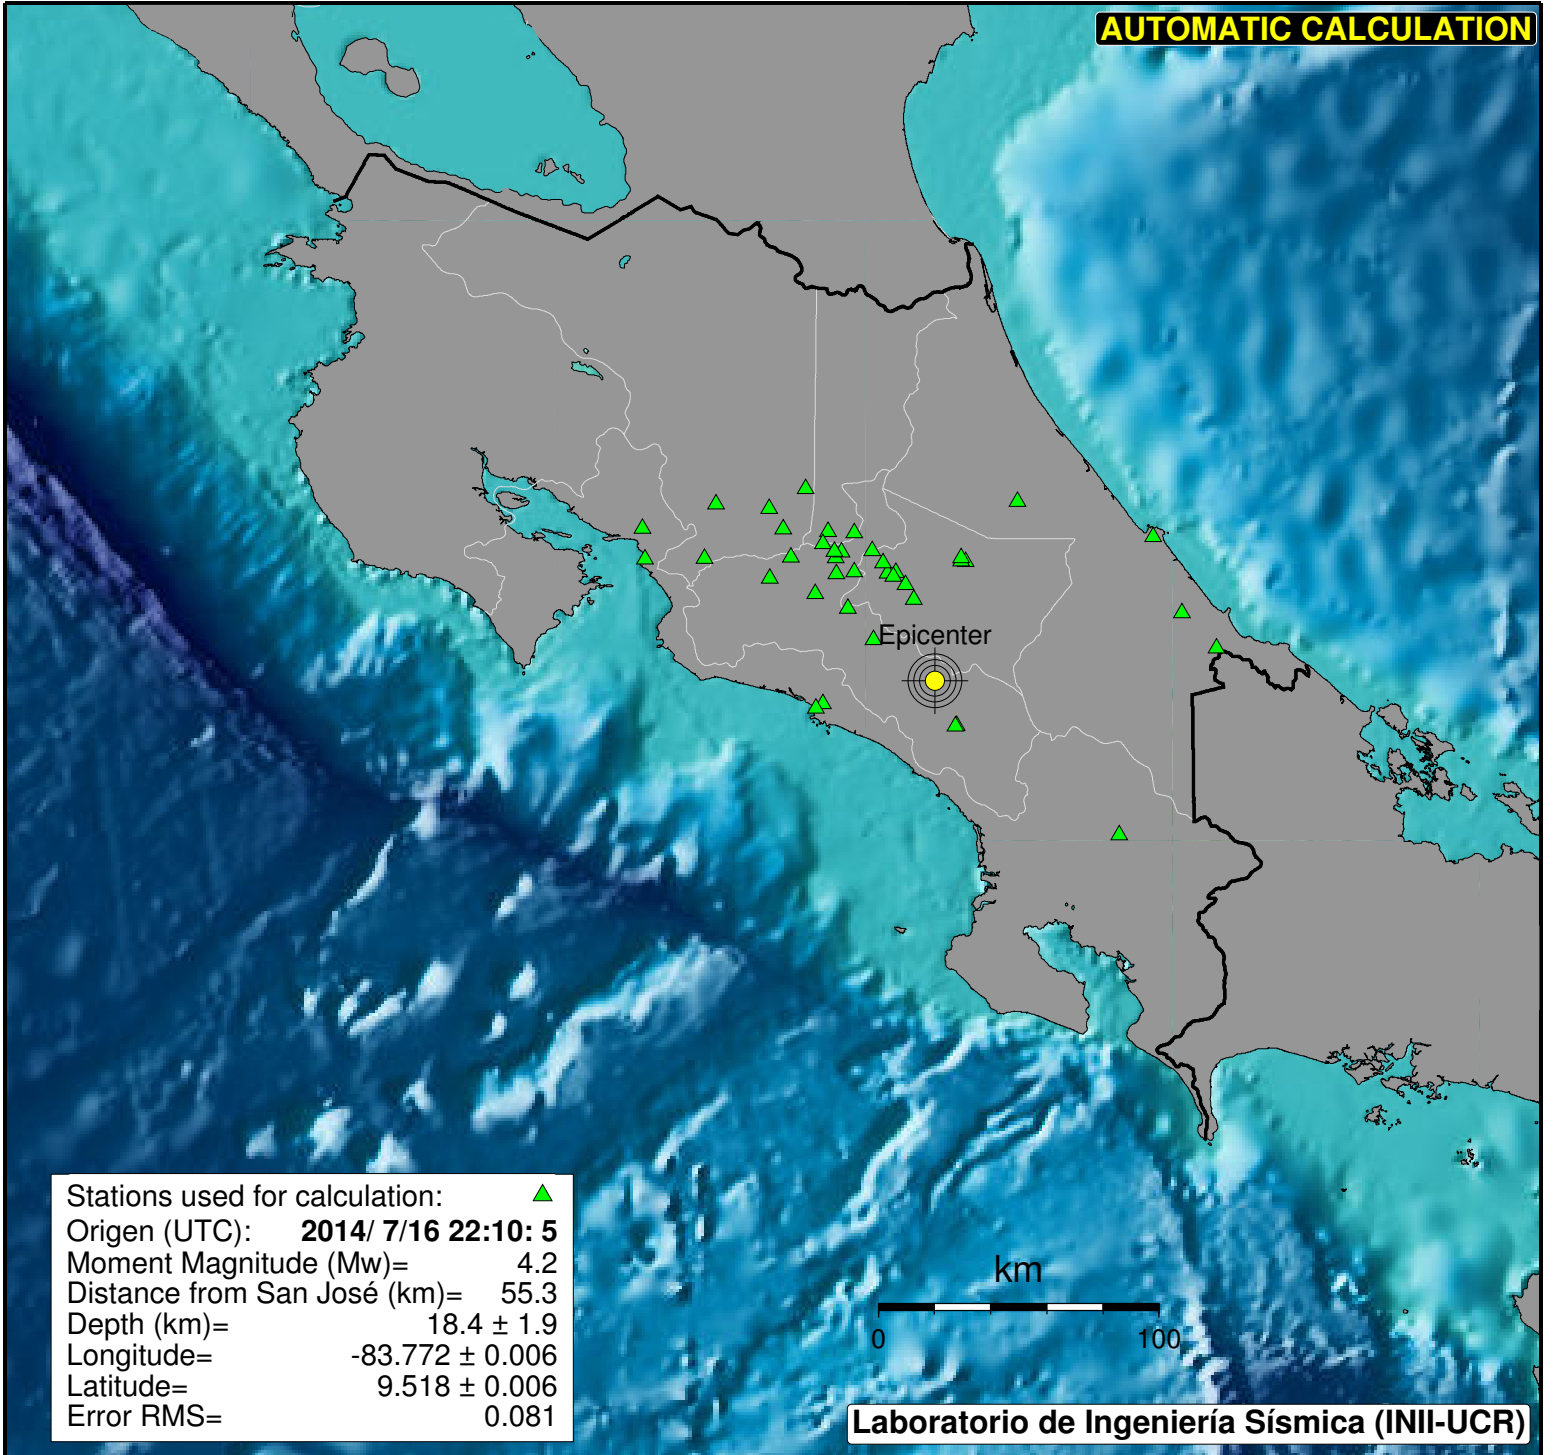 AUTOMATIC CALCULATION
Epicenter
Stations used for calculation:
Origen (UTC): 2014/ 7/16 22:10: 5
Moment Magnitude (Mw)= 4.2
Distance from San José (km)= 55.3
Depth (km)= 18.4 ± 1.9
Longitude= -83.772 ± 0.006
Latitude= 9.518 ± 0.006
Error RMS= 0.081
km
0 100
Laboratorio de Ingeniería Sísmica (INII-UCR)